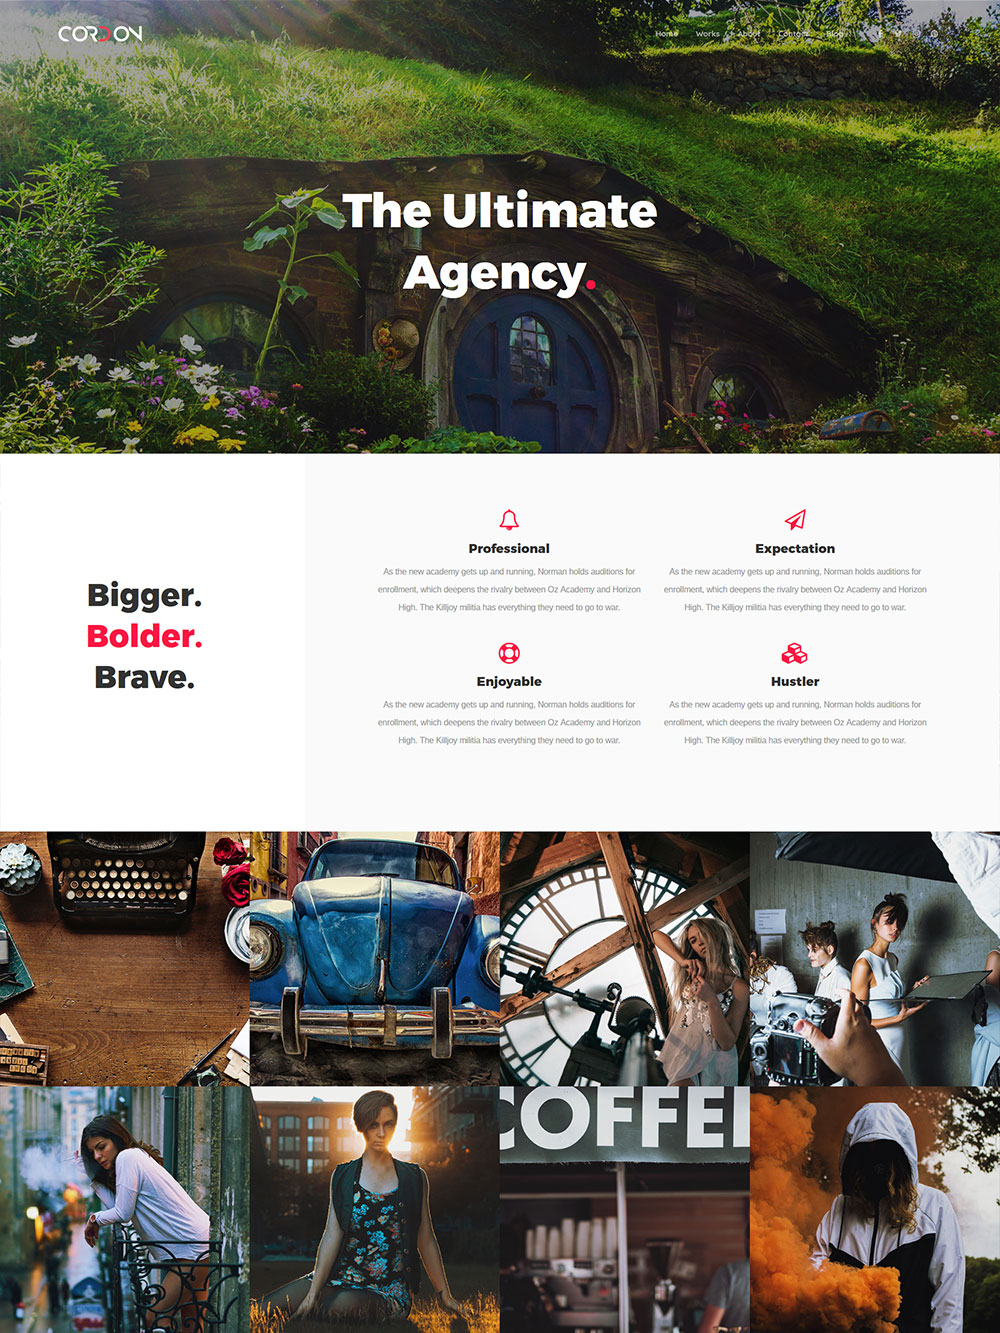 CORDON
Home Works About Contact Blog
The Ultimate
Agency.
Bigger.
Bolder.
Brave.
Professional
As the new academy gets up and running, Norman holds auditions for
enrollment, which deepens the rivalry between Oz Academy and Horizon
High. The Killjoy militia has everything they need to go to war.
Expectation
As the new academy gets up and running, Norman holds auditions for
enrollment, which deepens the rivalry between Oz Academy and Horizon
High. The Killjoy militia has everything they need to go to war.
Enjoyable
As the new academy gets up and running, Norman holds auditions for
enrollment, which deepens the rivalry between Oz Academy and Horizon
High. The Killjoy militia has everything they need to go to war.
Hustler
As the new academy gets up and running, Norman holds auditions for
enrollment, which deepens the rivalry between Oz Academy and Horizon
High. The Killjoy militia has everything they need to go to war.
COFFEE